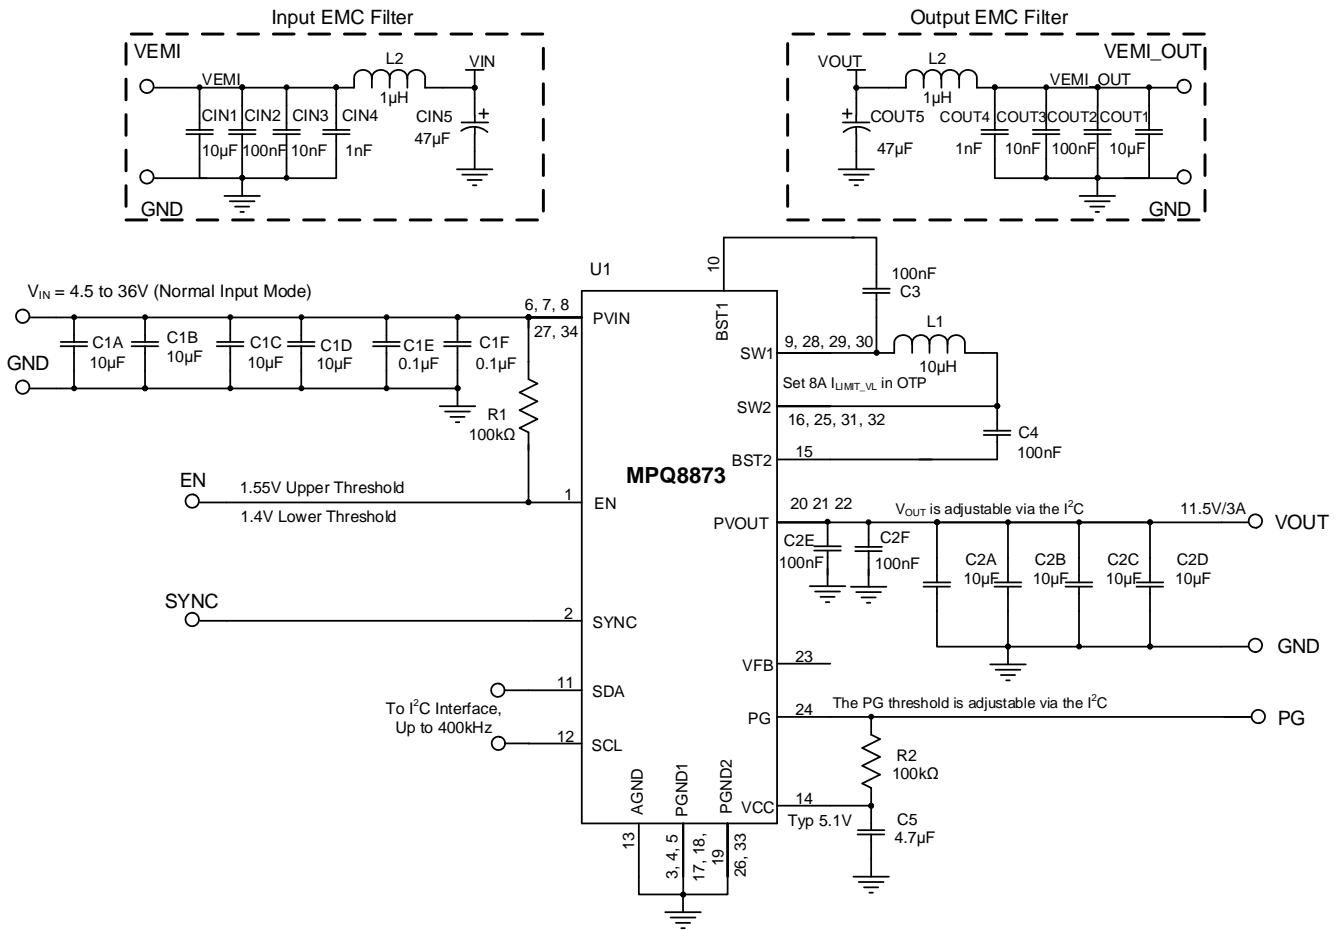 Input EMC Filter
VEMI
VEMI
L2
1µH
VIN
CIN1
10µF
CIN2
100nF
CIN3
10nF
CIN4
1nF
CIN5
47µF
+
GND
Output EMC Filter
VOUT
L2
1µH
VEMI_OUT
VEMI_OUT
+
COUT5
47µF
COUT4
1nF
COUT3
10nF
COUT2
100nF
COUT1
10µF
GND
V_IN = 4.5 to 36V (Normal Input Mode)
GND
C1A
10µF
C1B
10µF
C1C
10µF
C1D
10µF
C1E
0.1µF
C1F
0.1µF
R1
100kΩ
6, 7, 8
27, 34
U1
MPQ8873
PVIN
10
BST1
100nF
C3
SW1
9, 28, 29, 30
L1
10µH
Set 8A I_LIMIT_VL in OTP
SW2
16, 25, 31, 32
C4
100nF
BST2
15
EN
1.55V Upper Threshold
1.4V Lower Threshold
1
EN
PVOUT
20 21 22
V_OUT is adjustable via the I²C
11.5V/3A
VOUT
C2E
100nF
C2F
100nF
C2A
10µF
C2B
10µF
C2C
10µF
C2D
10µF
GND
SYNC
2
SYNC
VFB
23
To I²C Interface,
Up to 400kHz
11
SDA
12
SCL
PG
24
The PG threshold is adjustable via the I²C
PG
R2
100kΩ
VCC
14
Typ 5.1V
C5
4.7µF
AGND
13
PGND1
3, 4, 5
PGND2
17, 18,
19
26, 33